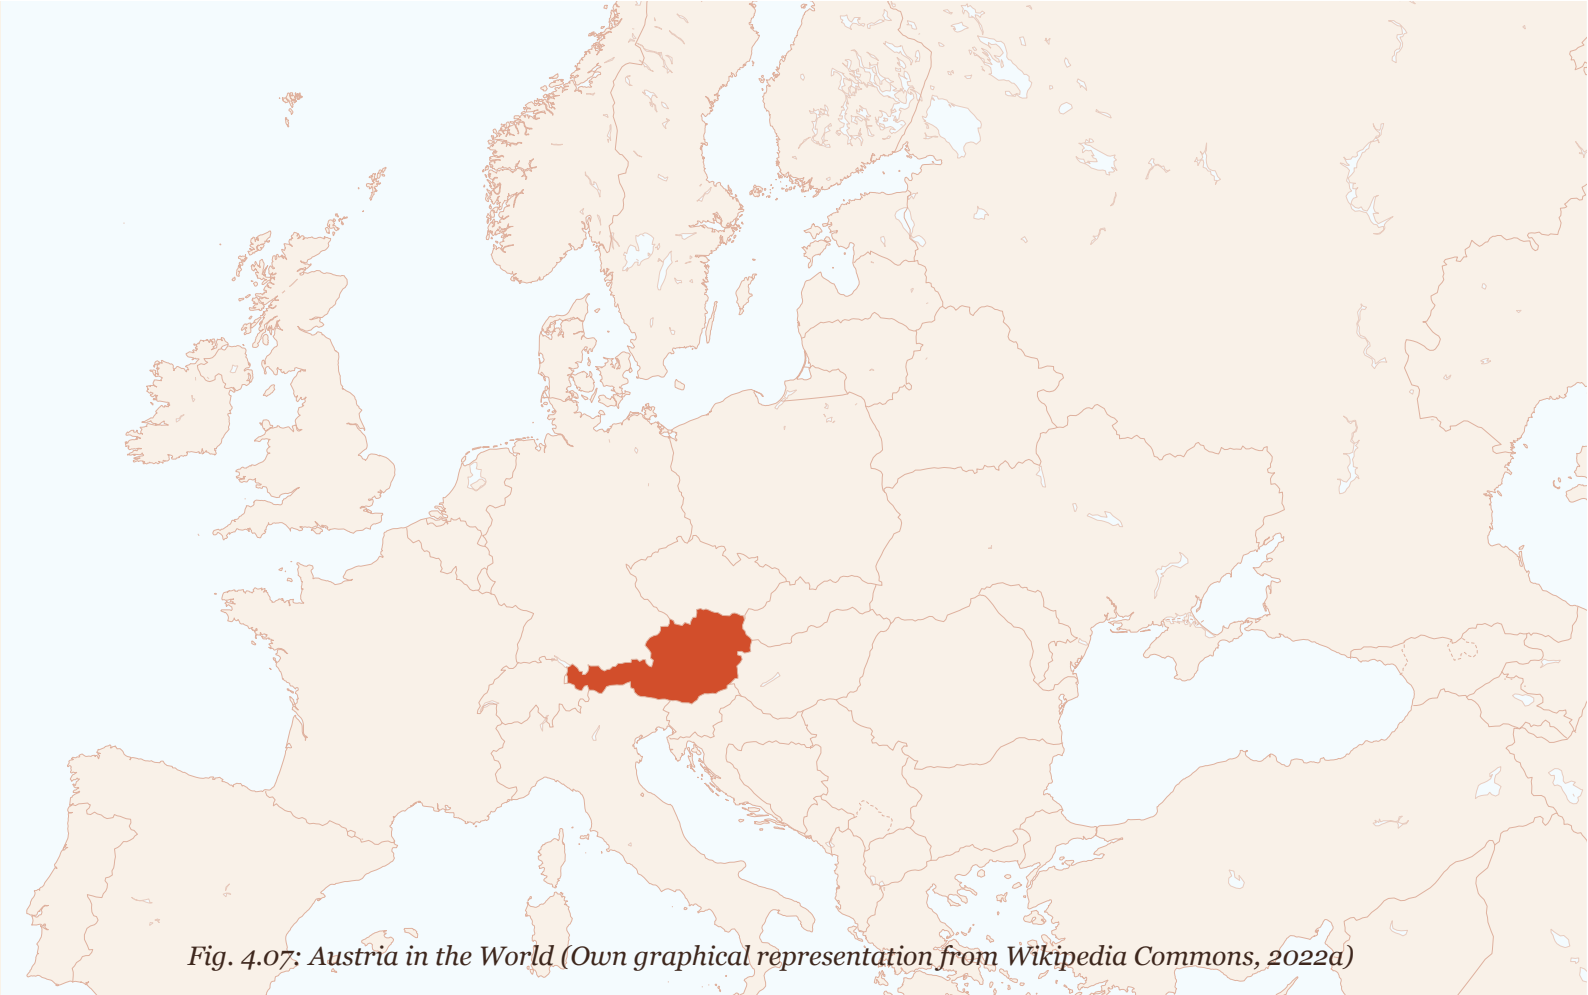 Fig. 4.07: Austria in the World (Own graphical representation from Wikipedia Commons, 2022a)